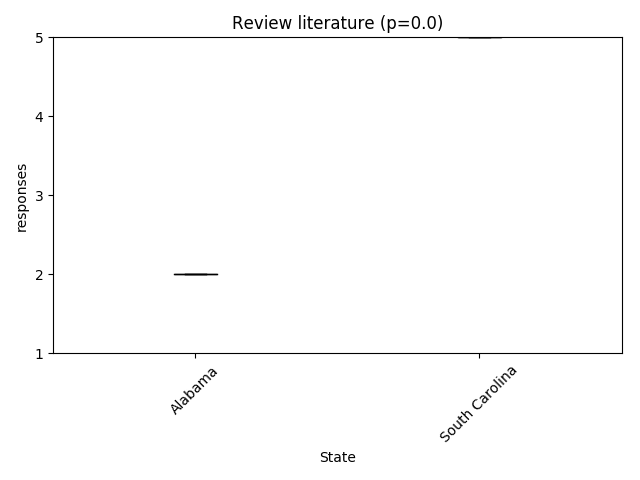 Review literature (p=0.0)
5
4
3
2
1
responses
Alabama
South Carolina
State